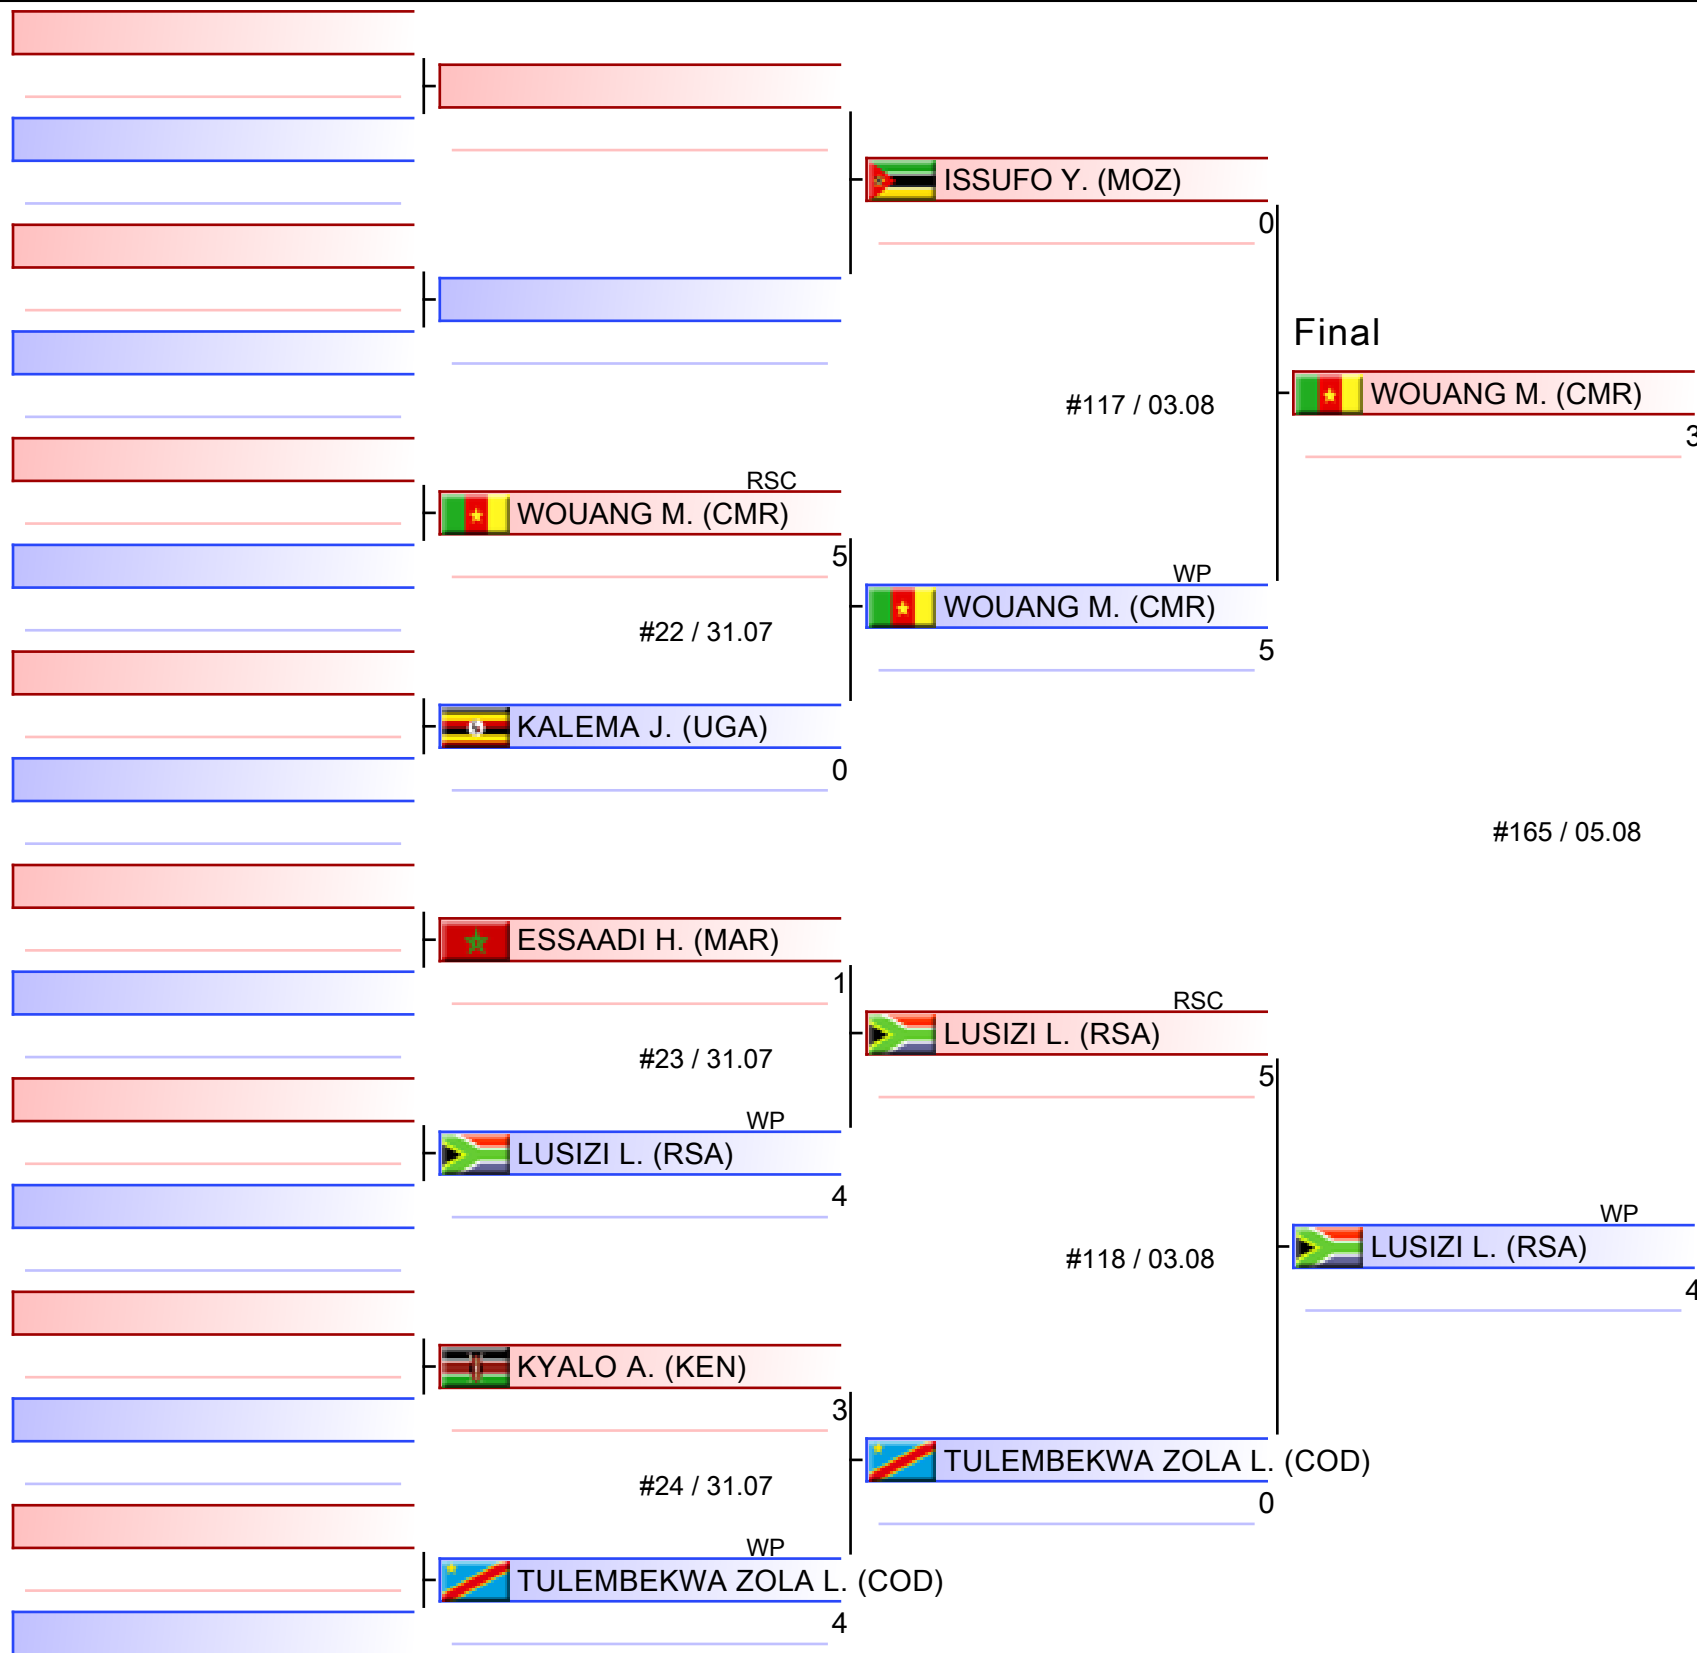 ISSUFO Y. (MOZ)
0
Final
#117 / 03.08
WOUANG M. (CMR)
3
RSC
WOUANG M. (CMR)
5
WP
#22 / 31.07
WOUANG M. (CMR)
5
KALEMA J. (UGA)
0
#165 / 05.08
ESSAADI H. (MAR)
1
RSC
#23 / 31.07
LUSIZI L. (RSA)
5
WP
LUSIZI L. (RSA)
4
WP
#118 / 03.08
LUSIZI L. (RSA)
4
KYALO A. (KEN)
3
#24 / 31.07
TULEMBEKWA ZOLA L. (COD)
0
WP
TULEMBEKWA ZOLA L. (COD)
4